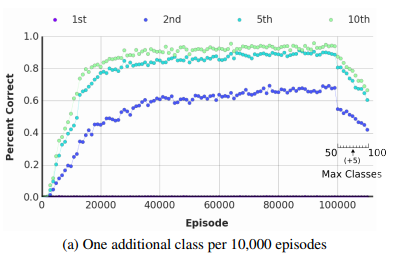 1st 2nd 5th 10th
1.0
0.8
0.6
0.4
0.2
0.0
Percent Correct
0 20000 40000 60000 80000 100000
Episode
50 100
(+5)
Max Classes
(a) One additional class per 10,000 episodes